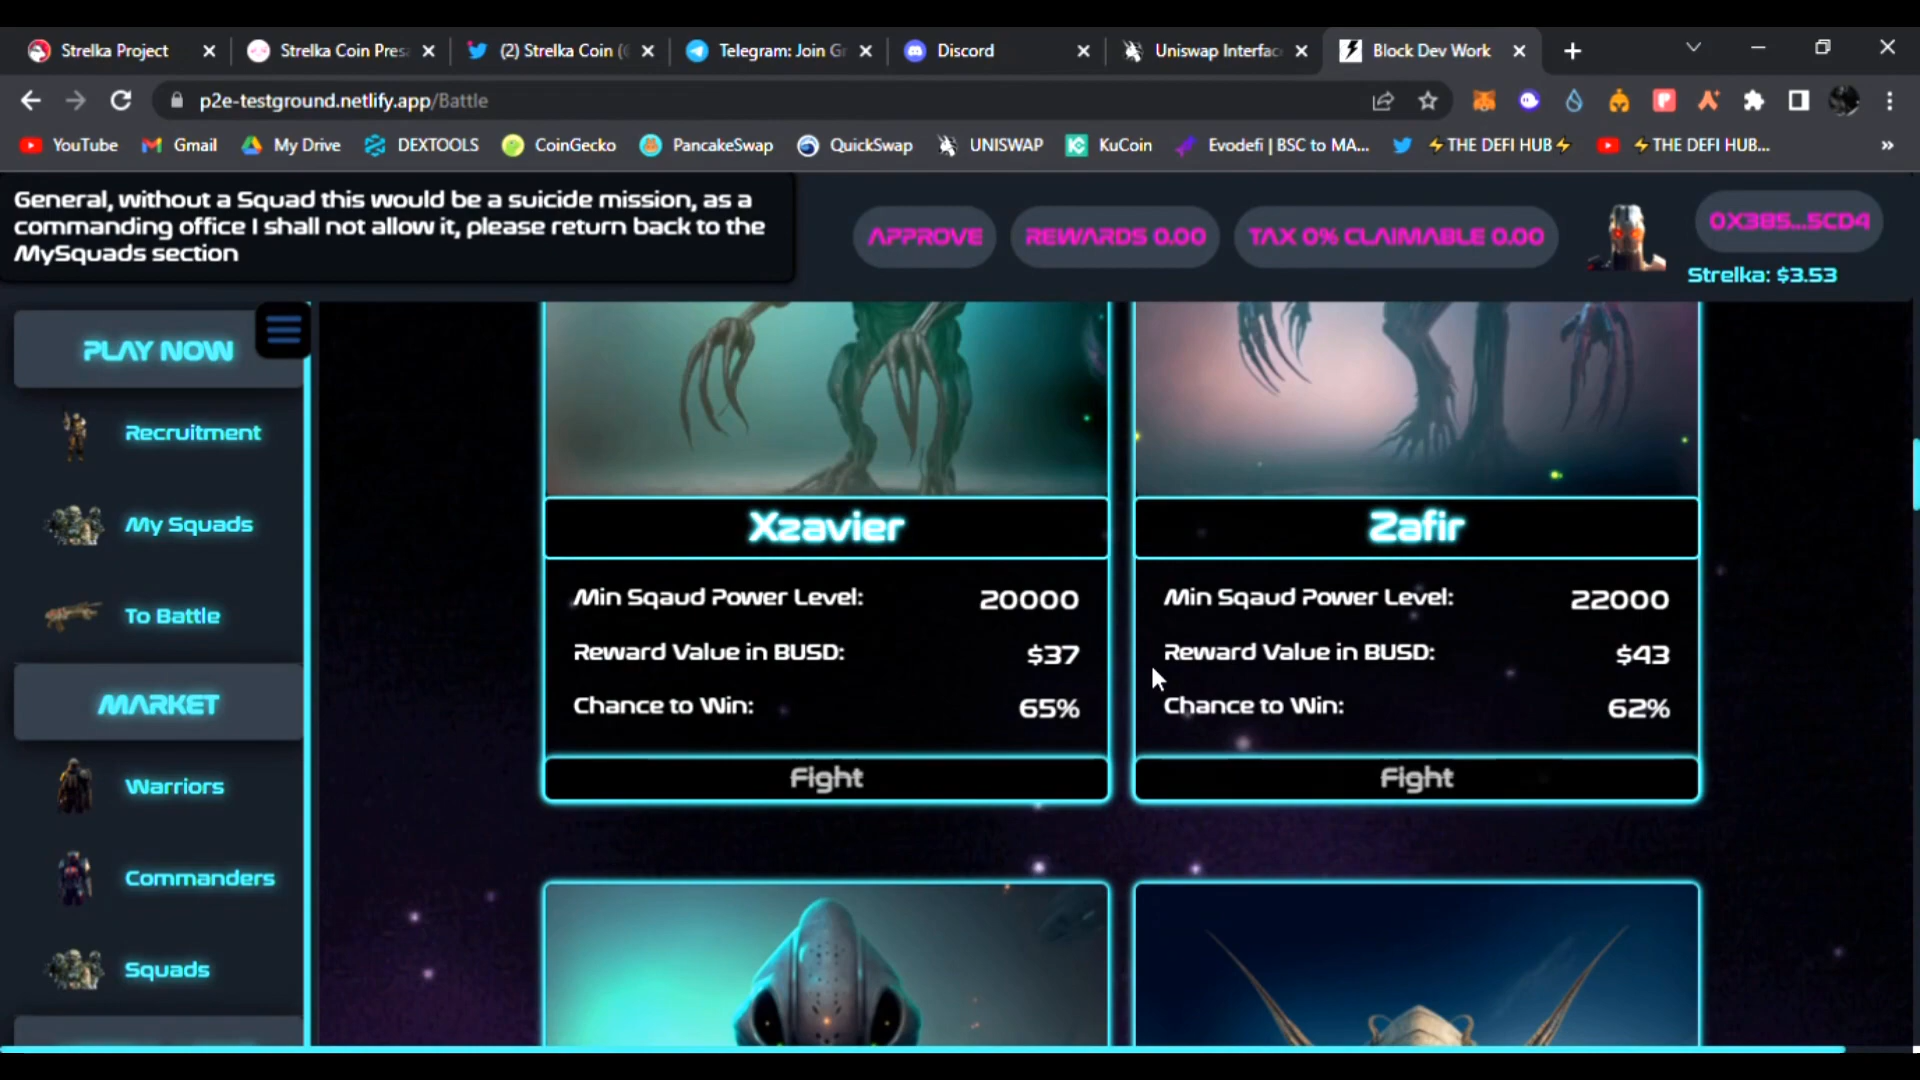 Strelka Project
Strelka Coin Pres
(2) Strelka Coin (
Telegram: Join Gr
Discord
Uniswap Interfac
Block Dev Work
p2e-testground.netlify.app/Battle
YouTube
Gmail
My Drive
DEXTOOLS
CoinGecko
PancakeSwap
QuickSwap
UNISWAP
KuCoin
Evodefi | BSC to MA...
⚡THE DEFI HUB⚡
⚡THE DEFI HUB...
»
General, without a Squad this would be a suicide mission, as a
commanding office I shall not allow it, please return back to the
MySquads section
APPROVE
REWARDS 0.00
TAX 0% CLAIMABLE 0.00
0X385...5CD4
Strelka: $3.53
PLAY NOW
Recruitment
My Squads
To Battle
MARKET
Warriors
Commanders
Squads
Xzavier
Min Sqaud Power Level: 20000
Reward Value in BUSD: $37
Chance to Win: 65%
Fight
Zafir
Min Sqaud Power Level: 22000
Reward Value in BUSD: $43
Chance to Win: 62%
Fight